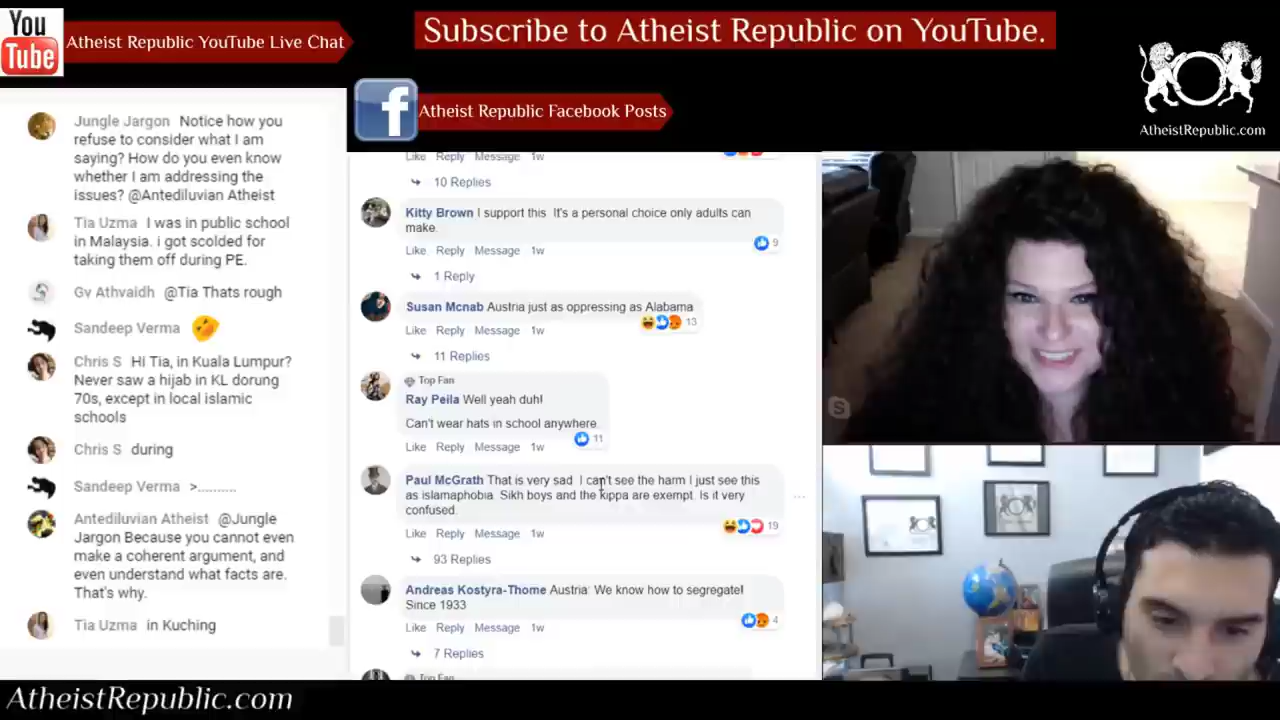 You
Tube
Atheist Republic YouTube Live Chat
Subscribe to Atheist Republic on YouTube.
f
Atheist Republic Facebook Posts
AtheistRepublic.com
Jungle Jargon Notice how you
refuse to consider what I am
saying? How do you even know
whether I am addressing the
issues? @Antediluvian Atheist
Tia Uzma I was in public school
in Malaysia. i got scolded for
taking them off during PE.
Gv Athvaidh @Tia Thats rough
Sandeep Verma
Chris S HI Tia, in Kuala Lumpur?
Never saw a hijab in KL dorung
70s, except in local islamic
schools
Chris S during
Sandeep Verma >..........
Antediluvian Atheist @Jungle
Jargon Because you cannot even
make a coherent argument, and
even understand what facts are.
That's why.
Tia Uzma in Kuching
Like Reply Message 1w
10 Replies
Kitty Brown I support this It's a personal choice only adults can
make.
9
Like Reply Message 1w
1 Reply
Susan Mcnab Austria just as oppressing as Alabama
13
Like Reply Message 1w
11 Replies
Top Fan
Ray Peila Well yeah duh!
Can't wear hats in school anywhere.
11
Like Reply Message 1w
Paul McGrath That is very sad I can't see the harm I just see this
as islamaphobia Sikh boys and the kippa are exempt. Is it very
confused.
19
Like Reply Message 1w
93 Replies
Andreas Kostyra-Thome Austria: We know how to segregate!
Since 1933
4
Like Reply Message 1w
7 Replies
Top Fan
S
AtheistRepublic.com